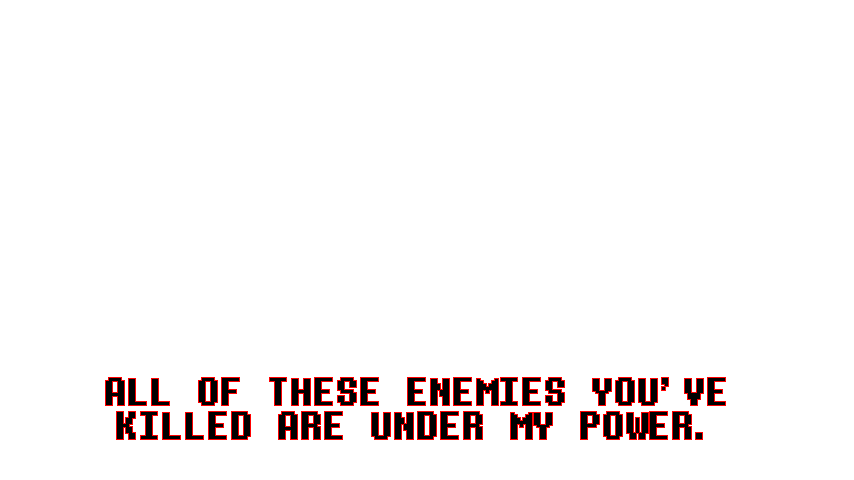 ALL OF THESE ENEMIES YOU'VE
KILLED ARE UNDER MY POWER.